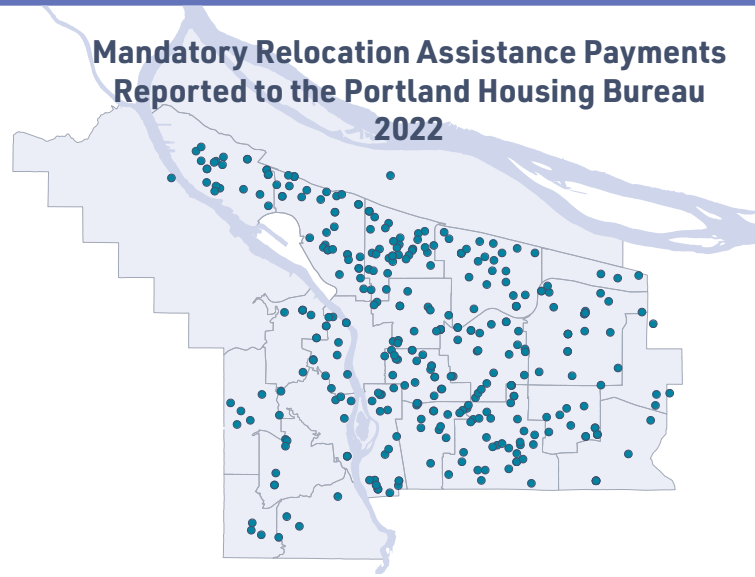 Mandatory Relocation Assistance Payments
Reported to the Portland Housing Bureau
2022